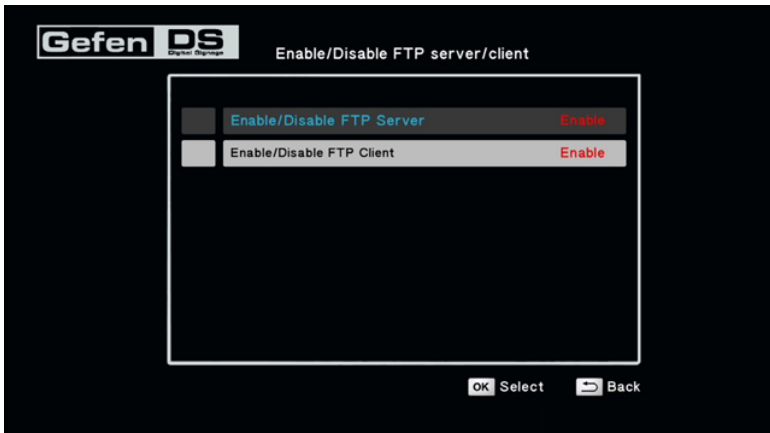 Gefen DS
Digital Signage
Enable/Disable FTP server/client
Enable/Disable FTP Server Enable
Enable/Disable FTP Client Enable
OK Select Back